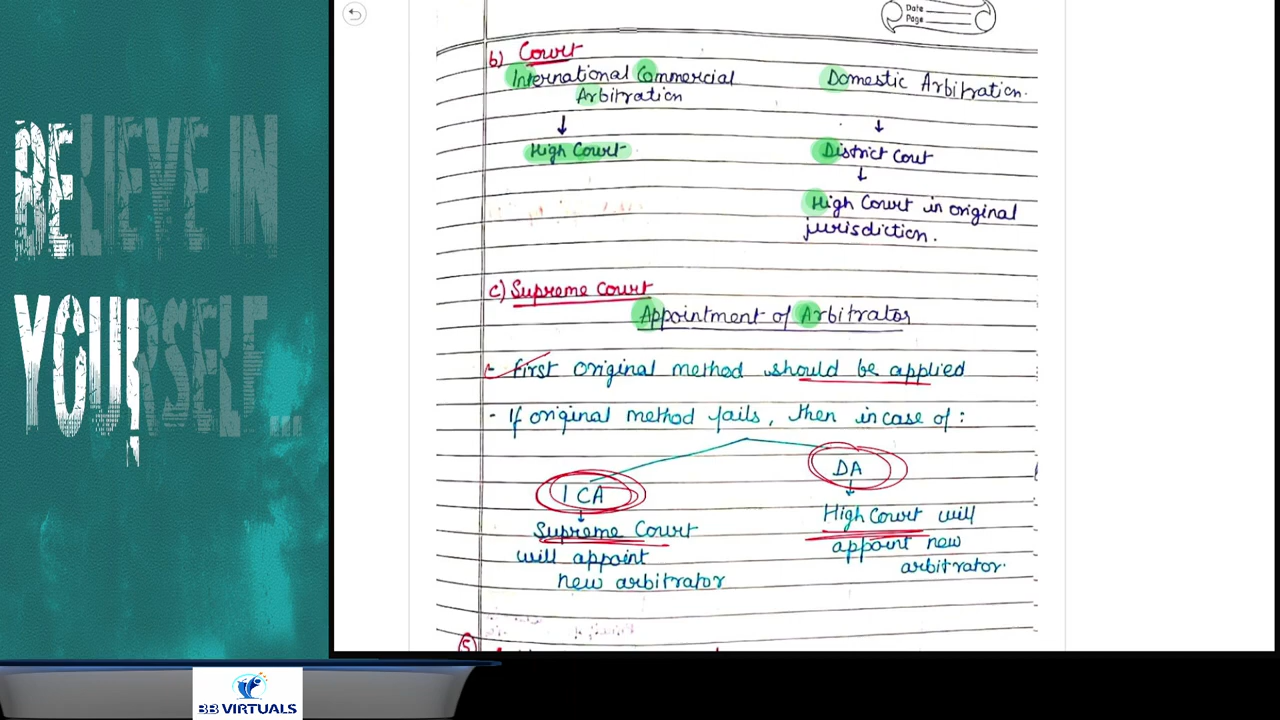 BELIEVE IN
YOURSELF...
Date
Page
b) Court
International Commercial
Arbitration
Domestic Arbitration.
↓
↓
High Court
District Cout
↓
High Court in original
jurisdiction.
c) Supreme Court
Appointment of Arbitrator
- first original method should be applied
- If original method fails, then in case of :
ICA
DA
↓
↓
Supreme Court
will appoint
new arbitrator
High Court will
appoint new
arbitrator.
5
BB VIRTUALS